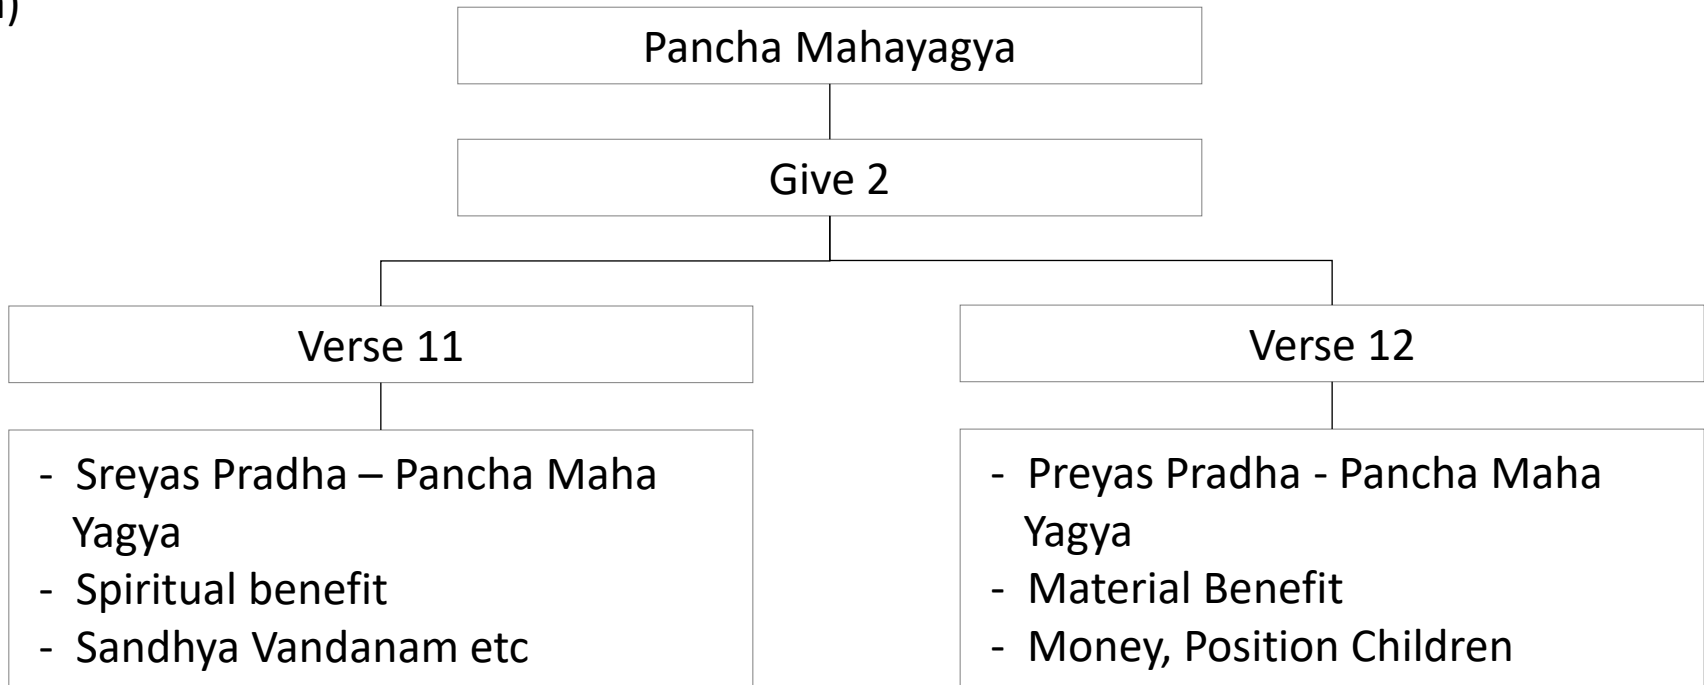 Pancha Mahayagya
Give 2
Verse 11
Verse 12
- Sreyas Pradha – Pancha Maha
Yagya
- Spiritual benefit
- Sandhya Vandanam etc
- Preyas Pradha - Pancha Maha
Yagya
- Material Benefit
- Money, Position Children